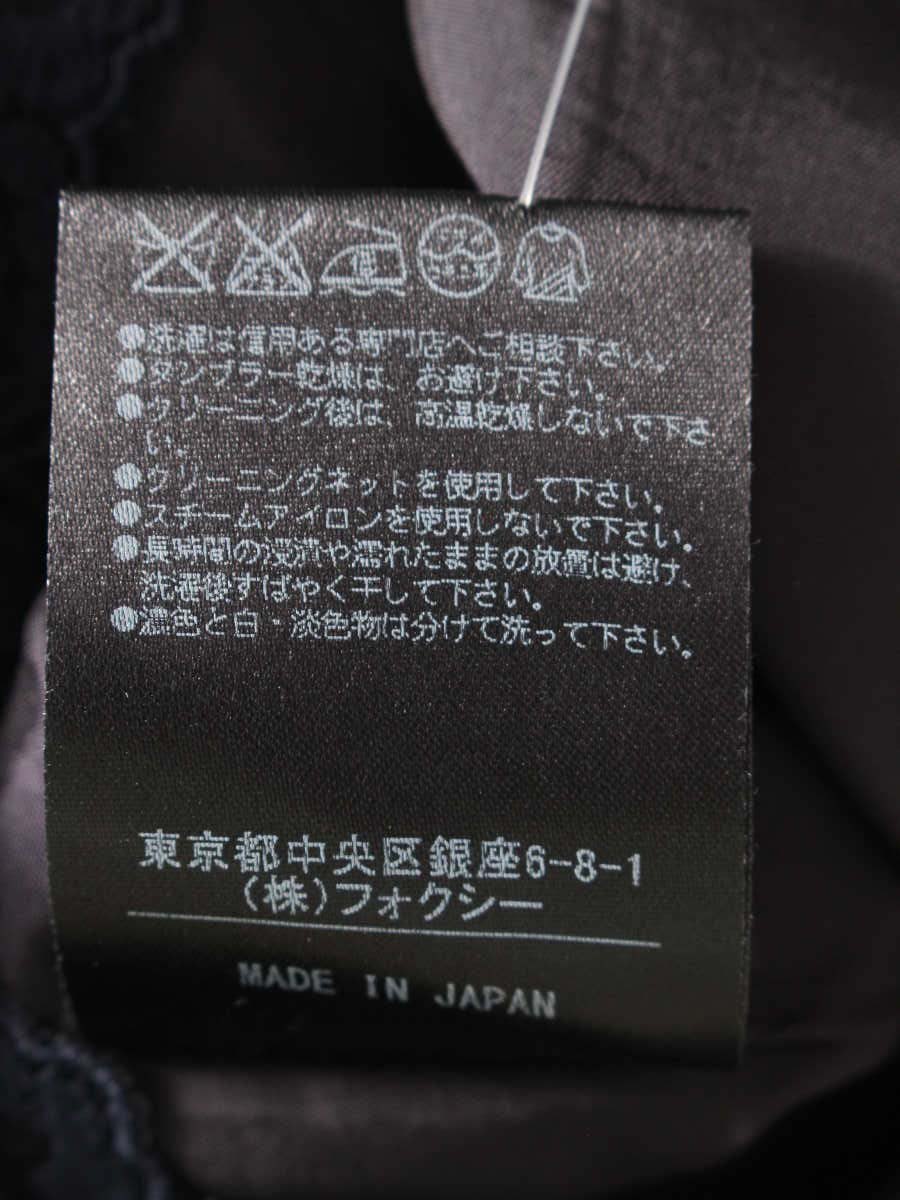 ●洗濯は信用ある専門店へご相談下さい。
●タンブラー乾燥は、お避け下さい。
●クリーニング後は、高温乾燥しないで下さ
い。
●クリーニングネットを使用して下さい。
●スチームアイロンを使用しないで下さい。
●長時間の浸漬や濡れたままの放置は避け、
洗濯後すばやく干して下さい。
●濃色と白・淡色物は分けて洗って下さい。
東京都中央区銀座6-8-1
(株)フォクシー
MADE IN JAPAN